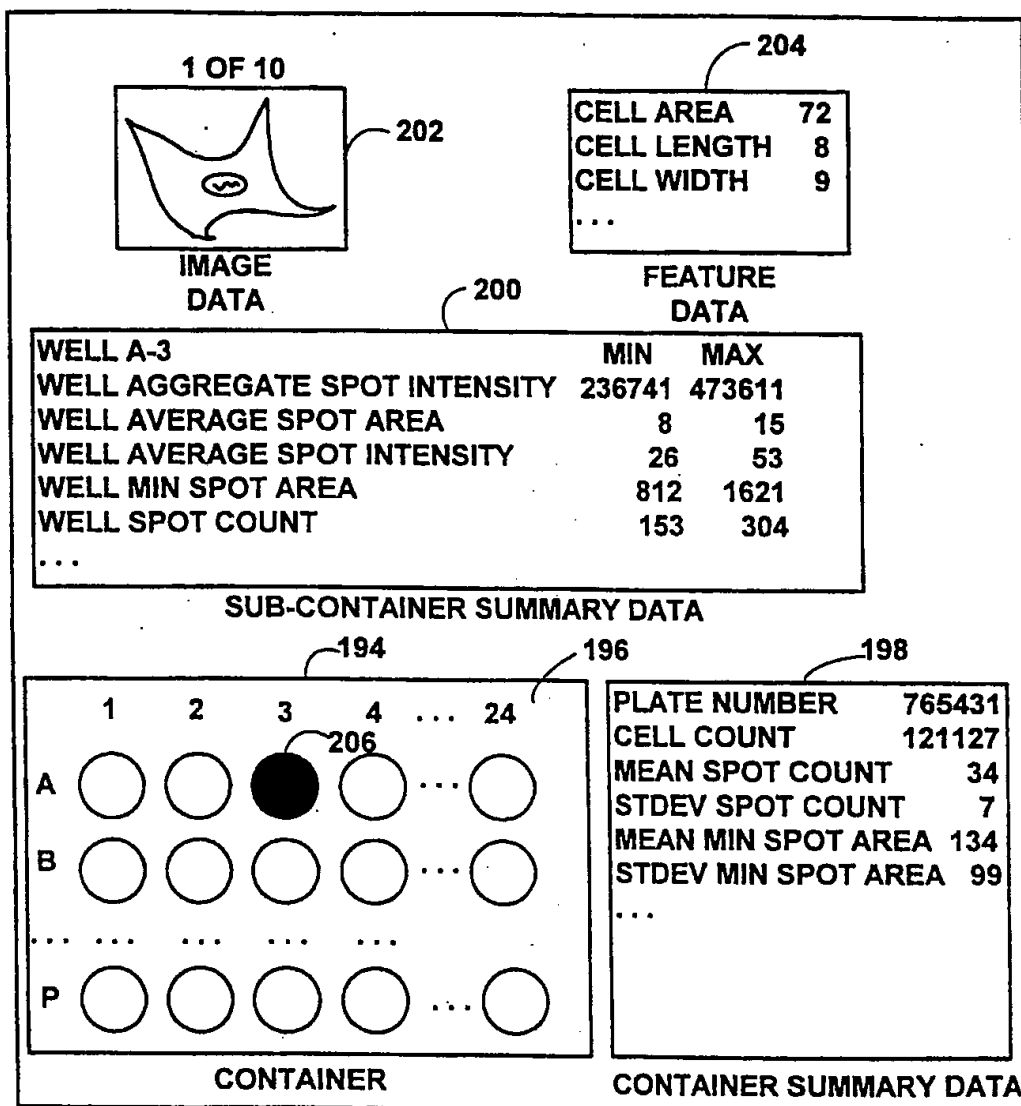 204
1 OF 10
202
CELL AREA 72
CELL LENGTH 8
CELL WIDTH 9
...
IMAGE
DATA
FEATURE
DATA
200
WELL A-3 MIN MAX
WELL AGGREGATE SPOT INTENSITY 236741 473611
WELL AVERAGE SPOT AREA 8 15
WELL AVERAGE SPOT INTENSITY 26 53
WELL MIN SPOT AREA 812 1621
WELL SPOT COUNT 153 304
...
SUB-CONTAINER SUMMARY DATA
194 196 198
1 2 3 4 ... 24
206
A ...
B ...
... ... ... ... ...
P ...
CONTAINER
PLATE NUMBER 765431
CELL COUNT 121127
MEAN SPOT COUNT 34
STDEV SPOT COUNT 7
MEAN MIN SPOT AREA 134
STDEV MIN SPOT AREA 99
...
CONTAINER SUMMARY DATA